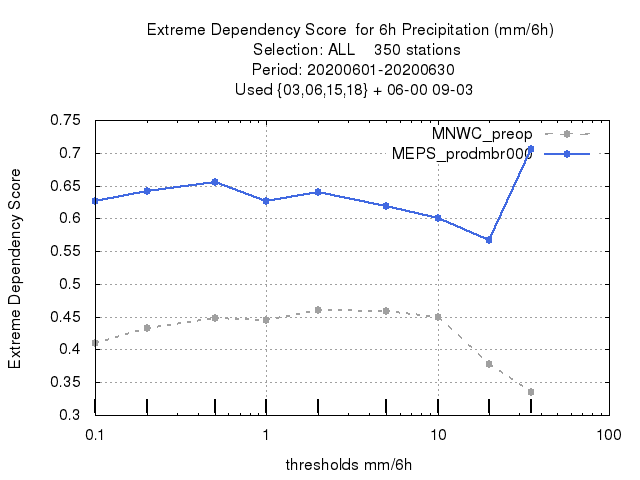 Extreme Dependency Score  for 6h Precipitation (mm/6h)
Selection: ALL    350 stations
Period: 20200601-20200630
Used {03,06,15,18} + 06-00 09-03
MNWC_preop
MEPS_prodmbr000
Extreme Dependency Score
0.75
0.7
0.65
0.6
0.55
0.5
0.45
0.4
0.35
0.3
0.1
1
10
100
thresholds mm/6h